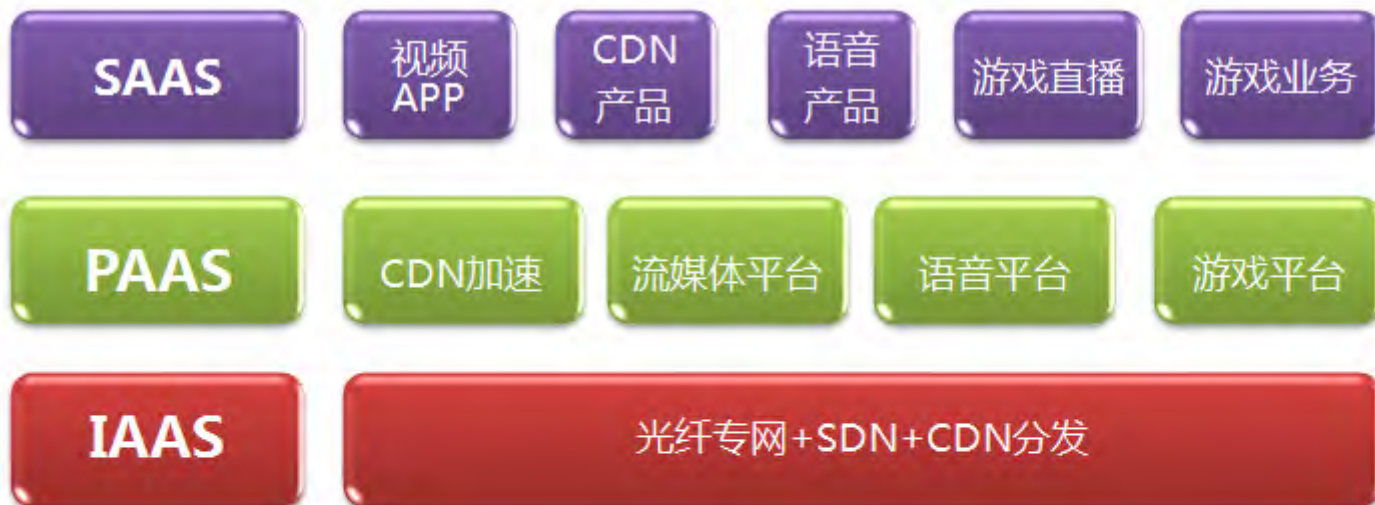 SAAS
视频
APP
CDN
产品
语音
产品
游戏直播
游戏业务
PAAS
CDN加速
流媒体平台
语音平台
游戏平台
IAAS
光纤专网+SDN+CDN分发